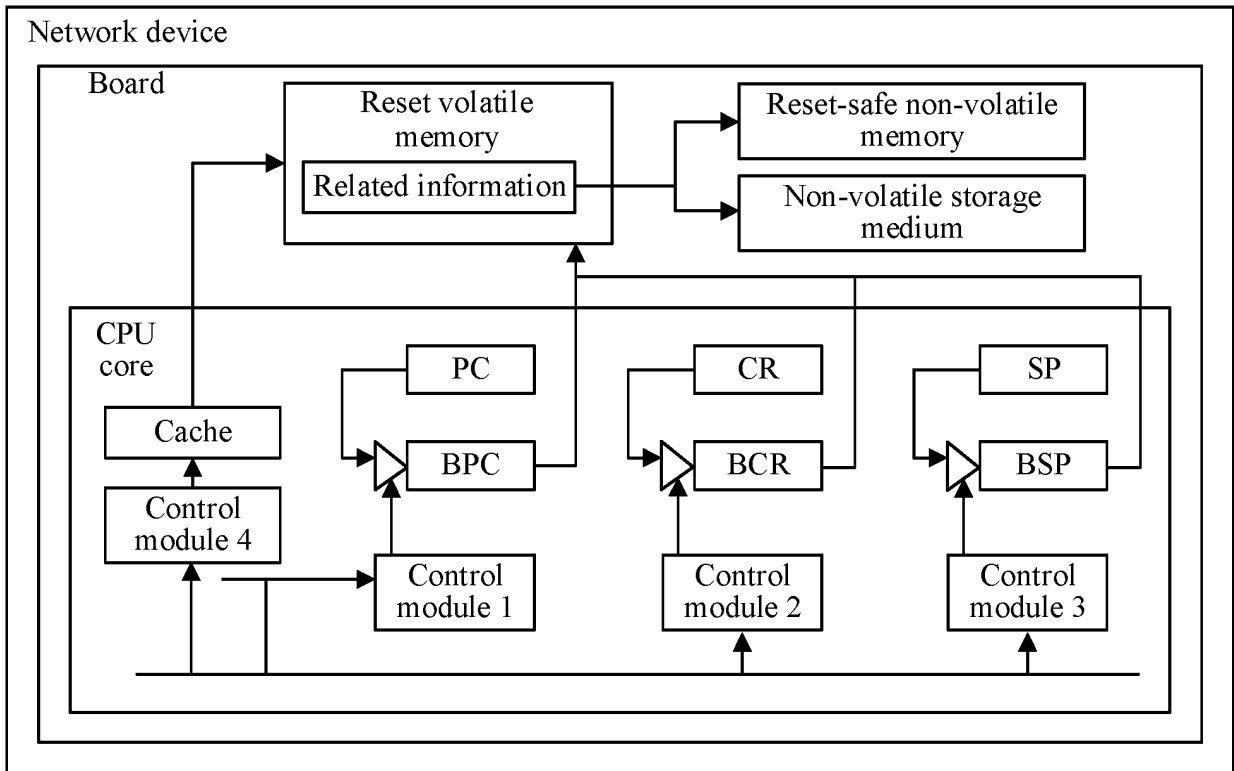 Network device
Board
Reset volatile
memory
Related information
Reset-safe non-volatile
memory
Non-volatile storage
medium
CPU
core
PC
CR
SP
Cache
BPC
BCR
BSP
Control
module 4
Control
module 1
Control
module 2
Control
module 3